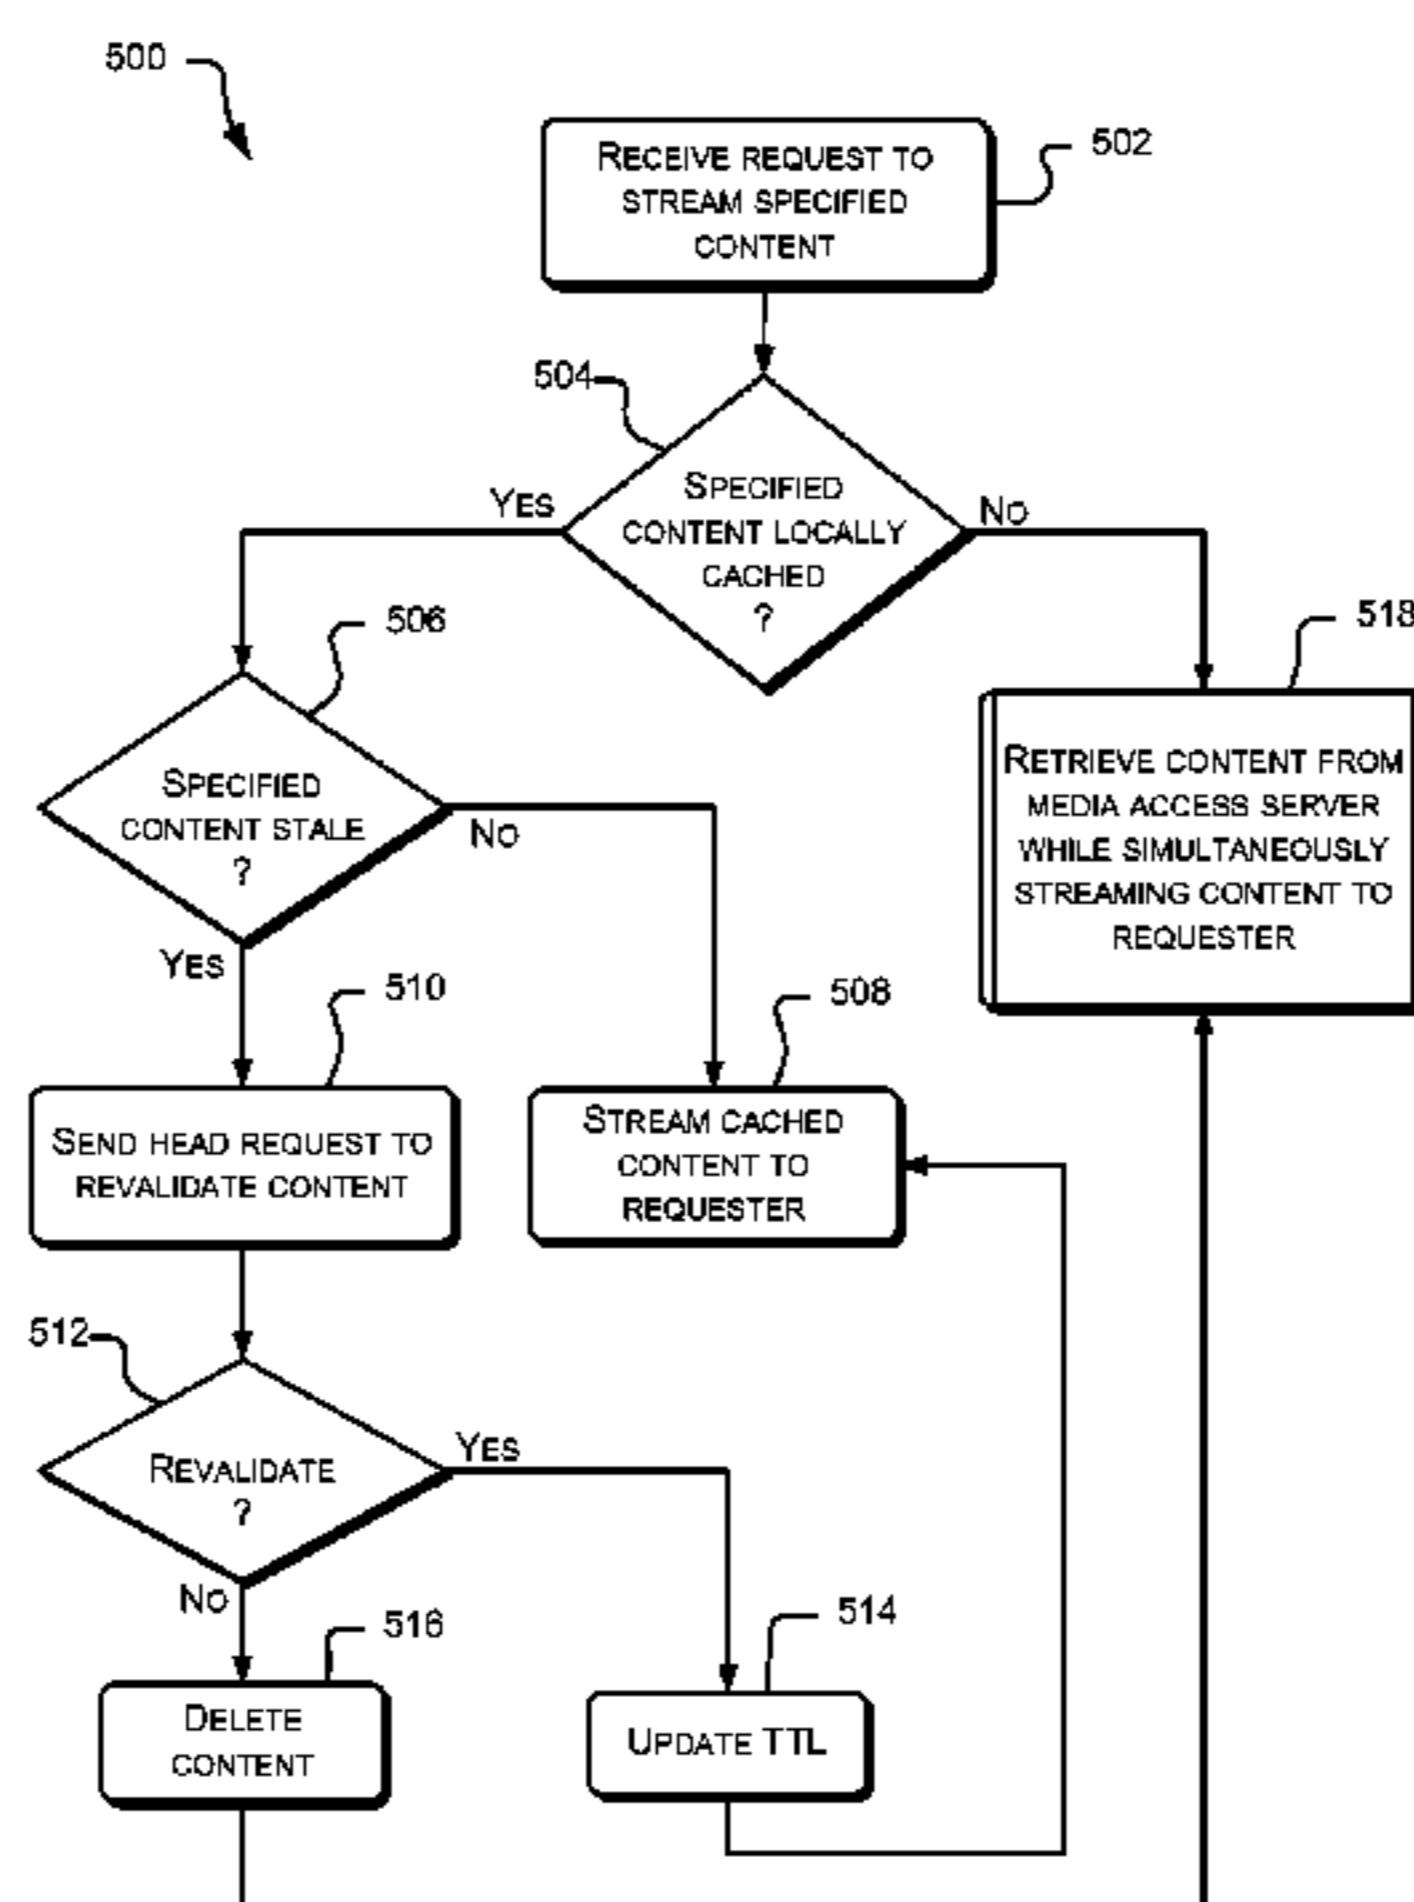 500
RECEIVE REQUEST TO
STREAM SPECIFIED
CONTENT
502
504
SPECIFIED
CONTENT LOCALLY
CACHED
?
YES
NO
506
518
SPECIFIED
CONTENT STALE
?
NO
YES
RETRIEVE CONTENT FROM
MEDIA ACCESS SERVER
WHILE SIMULTANEOUSLY
STREAMING CONTENT TO
REQUESTER
510
508
SEND HEAD REQUEST TO
REVALIDATE CONTENT
STREAM CACHED
CONTENT TO
REQUESTER
512
REVALIDATE
?
YES
NO
516
514
DELETE
CONTENT
UPDATE TTL